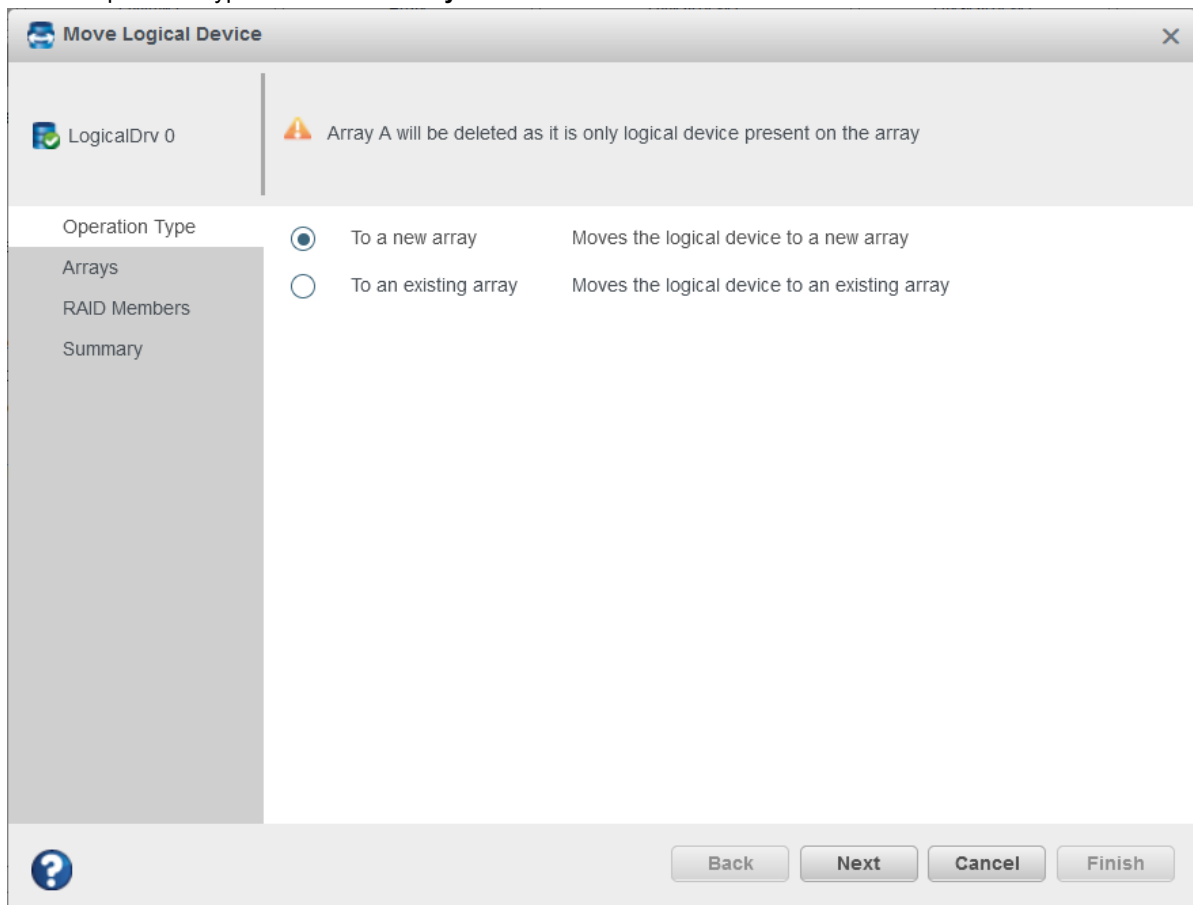 Move Logical Device
LogicalDrv 0
Array A will be deleted as it is only logical device present on the array
Operation Type
To a new array Moves the logical device to a new array
Arrays
To an existing array Moves the logical device to an existing array
RAID Members
Summary
Back Next Cancel Finish